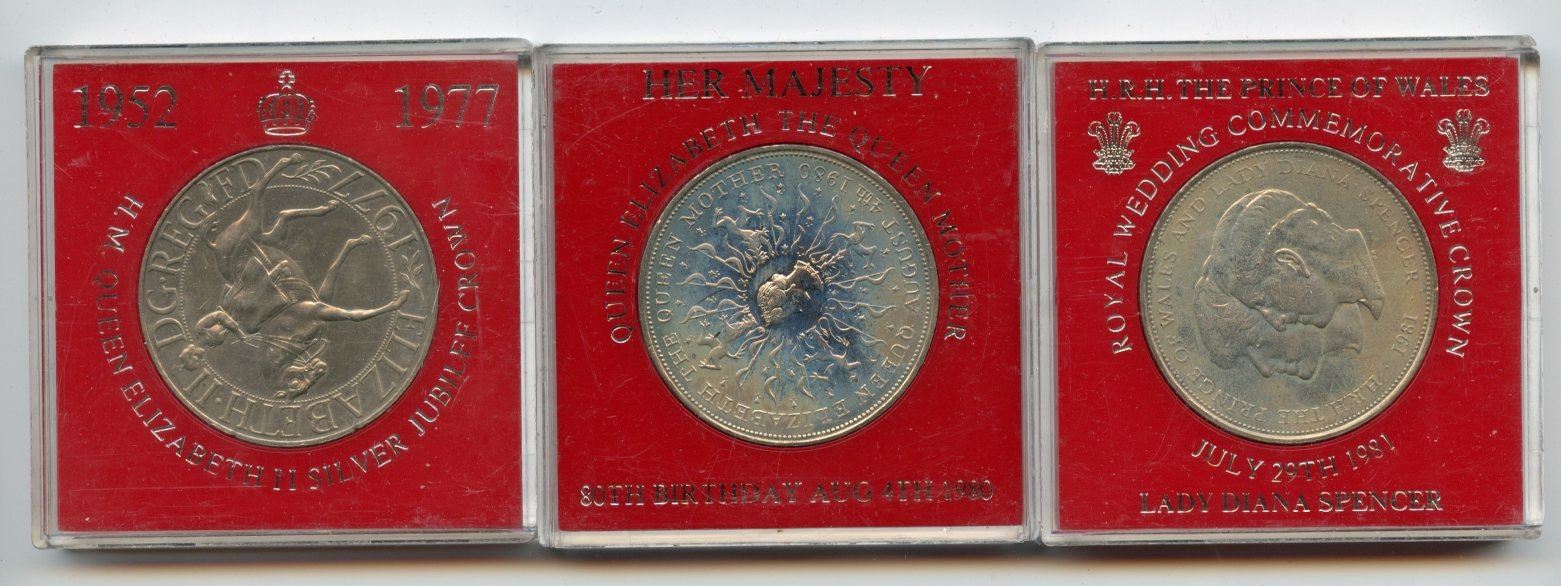 1952 1977
H.M. QUEEN ELIZABETH II SILVER JUBILEE CROWN
D·G·REG·F·D· 1977 ELIZABETH·II
HER MAJESTY
QUEEN ELIZABETH THE QUEEN MOTHER
QUEEN ELIZABETH THE QUEEN MOTHER AUGUST 4th 1980
80TH BIRTHDAY AUG 4TH 1980
H.R.H. THE PRINCE OF WALES
ROYAL WEDDING COMMEMORATIVE CROWN
H·R·H THE PRINCE OF WALES AND LADY DIANA SPENCER 1981
JULY 29TH 1981
LADY DIANA SPENCER